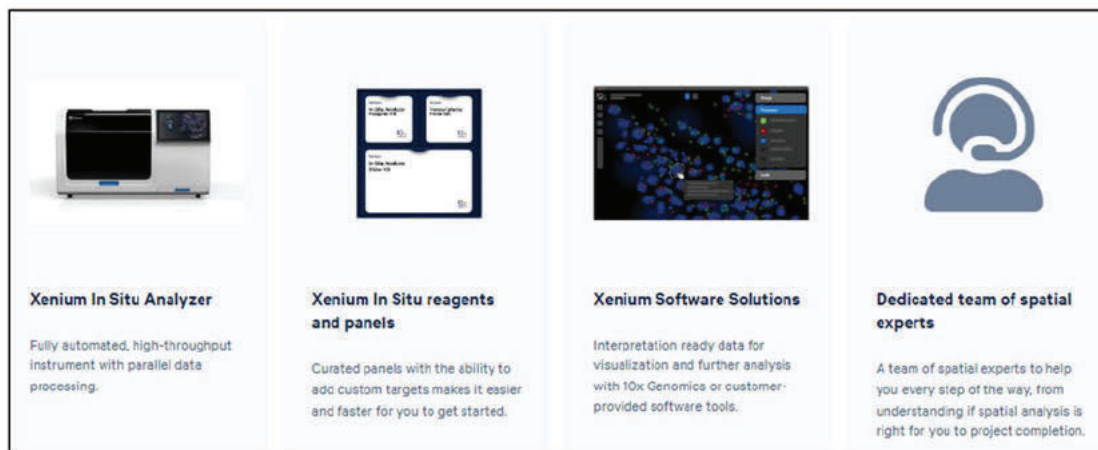 Xenium In Situ Analyzer
Fully automated, high-throughput
instrument with parallel data
processing.
Xenium In Situ reagents
and panels
Curated panels with the ability to
add custom targets makes it easier
and faster for you to get started.
Xenium Software Solutions
Interpretation ready data for
visualization and further analysis
with 10x Genomics or customer-
provided software tools.
Dedicated team of spatial
experts
A team of spatial experts to help
you every step of the way, from
understanding if spatial analysis is
right for you to project completion.